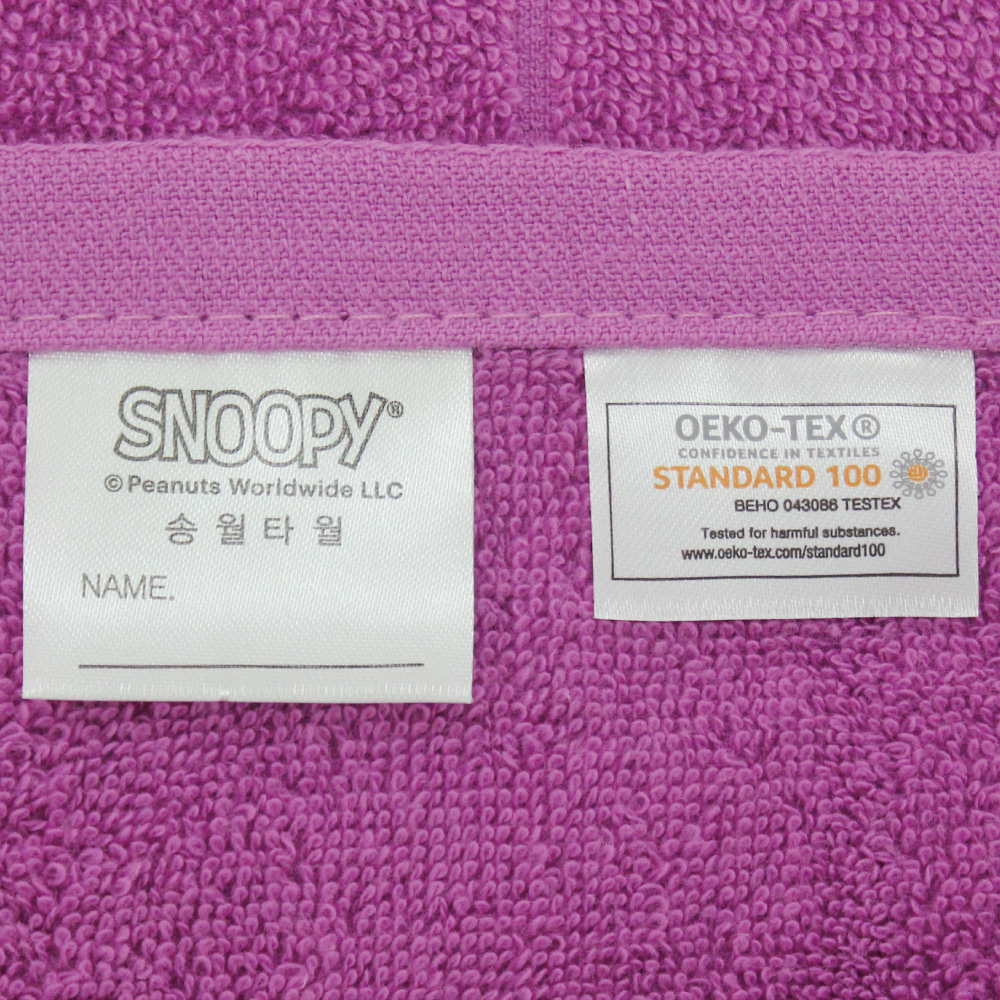 SNOOPY®
©Peanuts Worldwide LLC
송월타월
NAME.
OEKO-TEX®
CONFIDENCE IN TEXTILES
STANDARD 100
BEHO 043086 TESTEX
Tested for harmful substances.
www.oeko-tex.com/standard100